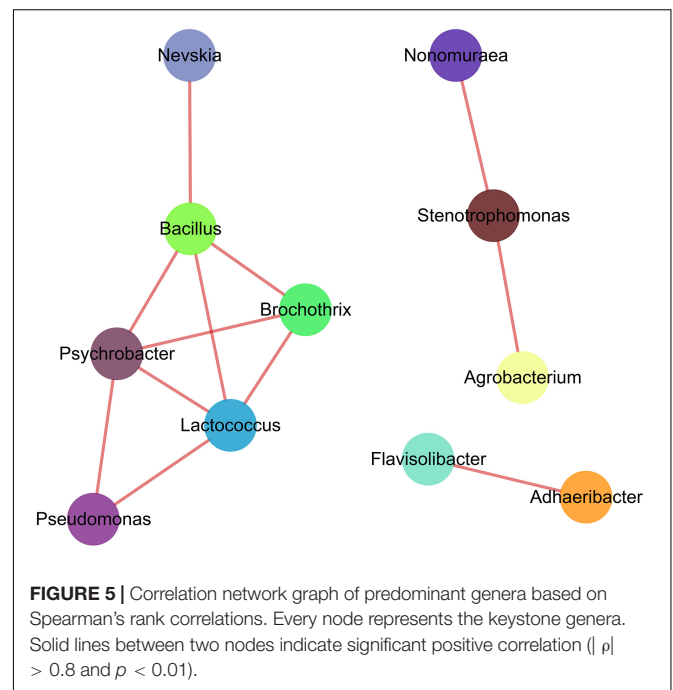 Nevskia
Nonomuraea
Stenotrophomonas
Bacillus
Brochothrix
Psychrobacter
Agrobacterium
Lactococcus
Flavisolibacter
Adhaeribacter
Pseudomonas
FIGURE 5 | Correlation network graph of predominant genera based on
Spearman’s rank correlations. Every node represents the keystone genera.
Solid lines between two nodes indicate significant positive correlation (| ρ|
> 0.8 and p < 0.01).